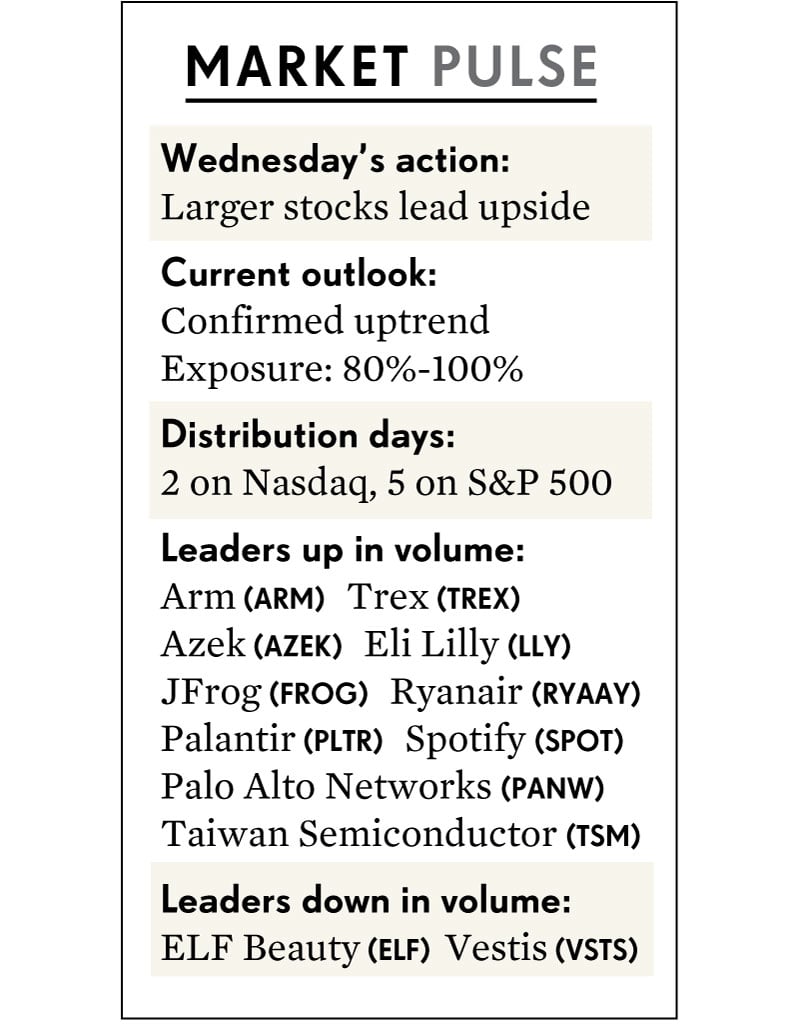 MARKET PULSE
Wednesday’s action:
Larger stocks lead upside
Current outlook:
Confirmed uptrend
Exposure: 80%-100%
Distribution days:
2 on Nasdaq, 5 on S&P 500
Leaders up in volume:
Arm (ARM) Trex (TREX)
Azek (AZEK) Eli Lilly (LLY)
JFrog (FROG) Ryanair (RYAAY)
Palantir (PLTR) Spotify (SPOT)
Palo Alto Networks (PANW)
Taiwan Semiconductor (TSM)
Leaders down in volume:
ELF Beauty (ELF) Vestis (VSTS)